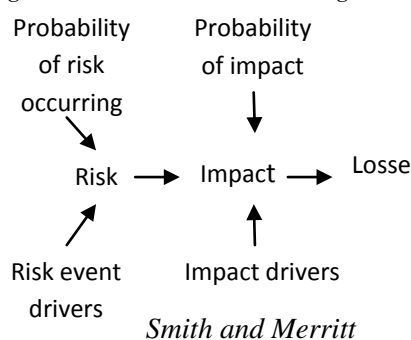 Probability
of risk
occurring
Probability
of impact
Risk
Impact
Losse
Risk event
drivers
Impact drivers
Smith and Merritt